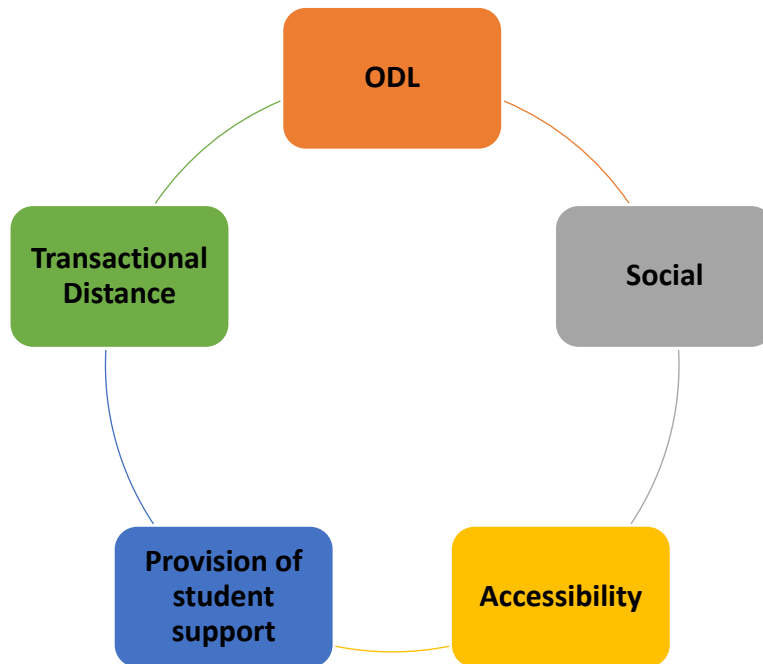 ODL
Transactional
Distance
Social
Provision of
student
support
Accessibility